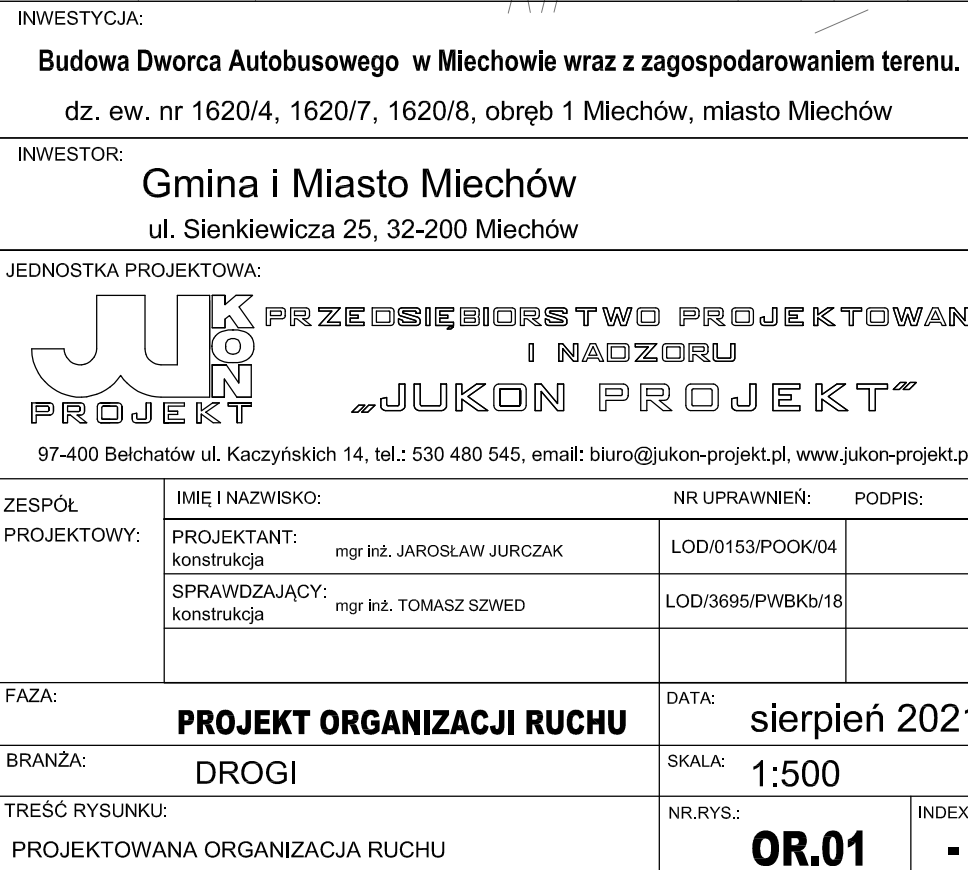 INWESTYCJA:
Budowa Dworca Autobusowego w Miechowie wraz z zagospodarowaniem terenu.
dz. ew. nr 1620/4, 1620/7, 1620/8, obręb 1 Miechów, miasto Miechów
INWESTOR:
Gmina i Miasto Miechów
ul. Sienkiewicza 25, 32-200 Miechów
JEDNOSTKA PROJEKTOWA:
JU KON
PROJEKT
PRZEDSIĘBIORSTWO PROJEKTOWAN
I NADZORU
„JUKON PROJEKT”
97-400 Bełchatów ul. Kaczyńskich 14, tel.: 530 480 545, email: biuro@jukon-projekt.pl, www.jukon-projekt.p
ZESPÓŁ
PROJEKTOWY:
IMIĘ I NAZWISKO: NR UPRAWNIEŃ: PODPIS:
PROJEKTANT:
konstrukcja mgr inż. JAROSŁAW JURCZAK LOD/0153/POOK/04
SPRAWDZAJĄCY:
konstrukcja mgr inż. TOMASZ SZWED LOD/3695/PWBKb/18
FAZA:
PROJEKT ORGANIZACJI RUCHU
DATA:
sierpień 2021
BRANŻA:
DROGI
SKALA:
1:500
TREŚĆ RYSUNKU:
PROJEKTOWANA ORGANIZACJA RUCHU
NR.RYS.:
OR.01
INDEX
-